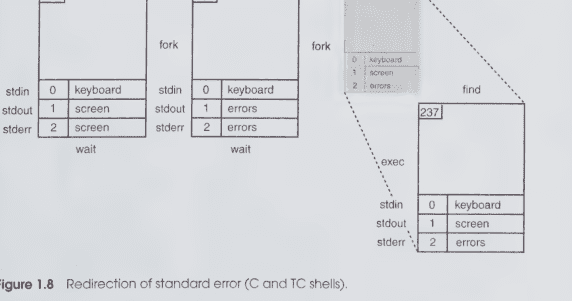 fork
stdin 0 keyboard
stdout 1 screen
stderr 2 screen
wait
stdin 0 keyboard
stdout 1 errors
stderr 2 errors
wait
fork
0 keyboard
1 screen
2 errors
find
237
exec
stdin 0 keyboard
stdout 1 screen
stderr 2 errors
igure 1.8 Redirection of standard error (C and TC shells).